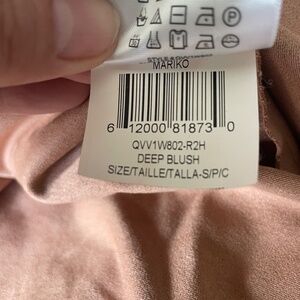 MARIKO
6 12000 81873 0
QVV1W802-R2H
DEEP BLUSH
SIZE/TAILLE/TALLA-S/P/C